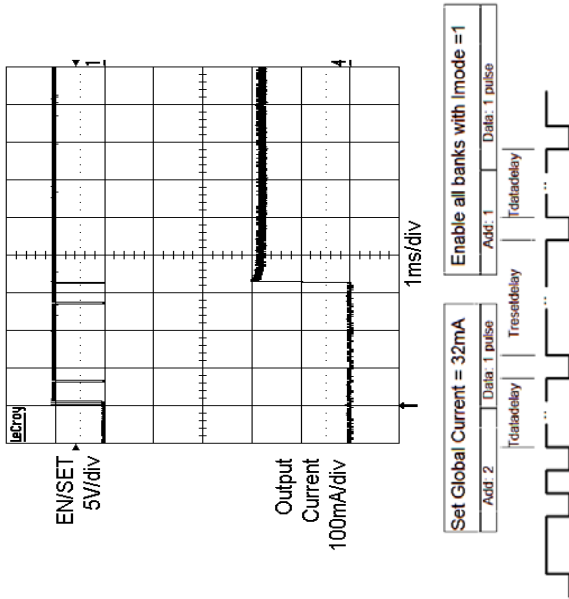 LeCroy
EN/SET
5V/div
1
Output
Current
100mA/div
4
1ms/div
Set Global Current = 32mA
Add: 2
Data: 1 pulse
Enable all banks with Imode =1
Add: 1
Data: 1 pulse
Tdatadelay
Tresetdelay
Tdatadelay